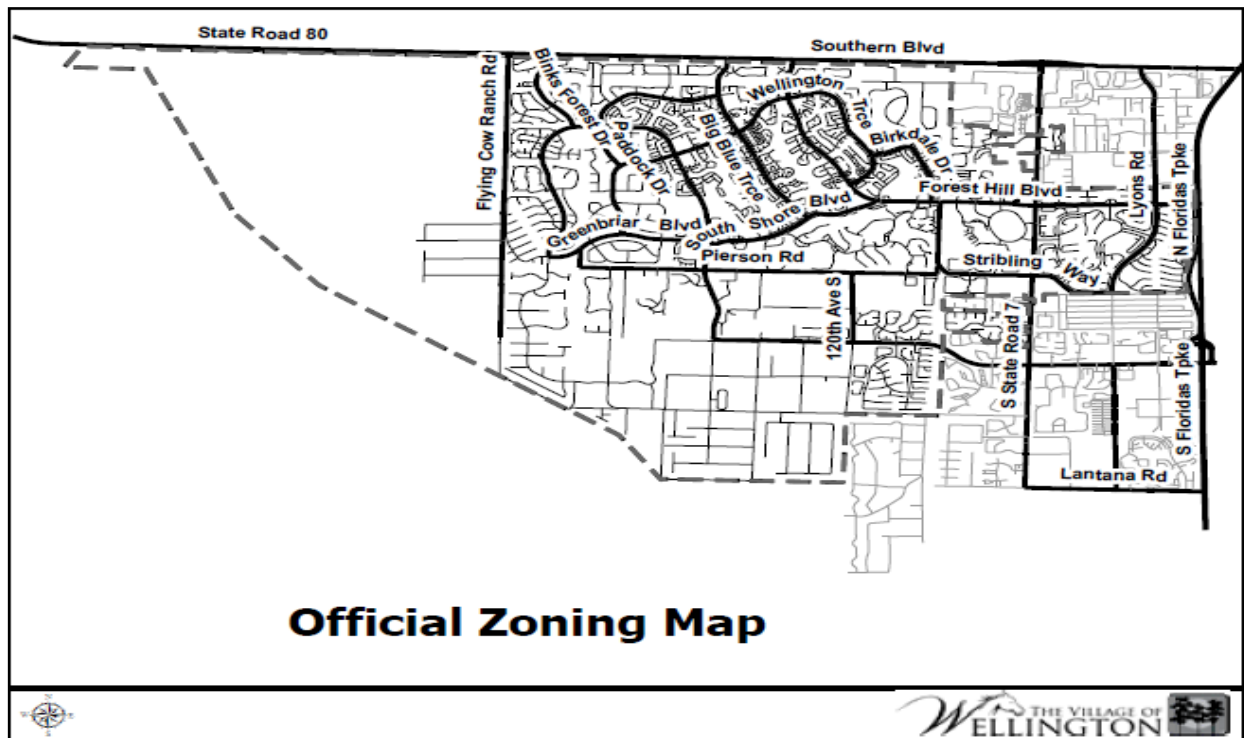 State Road 80
Southern Blvd
Flying Cow Ranch Rd
Binks Forest Dr
Paddock Dr
Big Blue Trce
Wellington Trce
Birkdale Dr
Forest Hill Blvd
Lyons Rd
N Floridas Tpke
Greenbriar Blvd
South Shore Blvd
Pierson Rd
Stribling Way
120th Ave S
S State Road 7
S Floridas Tpke
Lantana Rd
Official Zoning Map
N
W E
S
THE VILLAGE OF
WELLINGTON